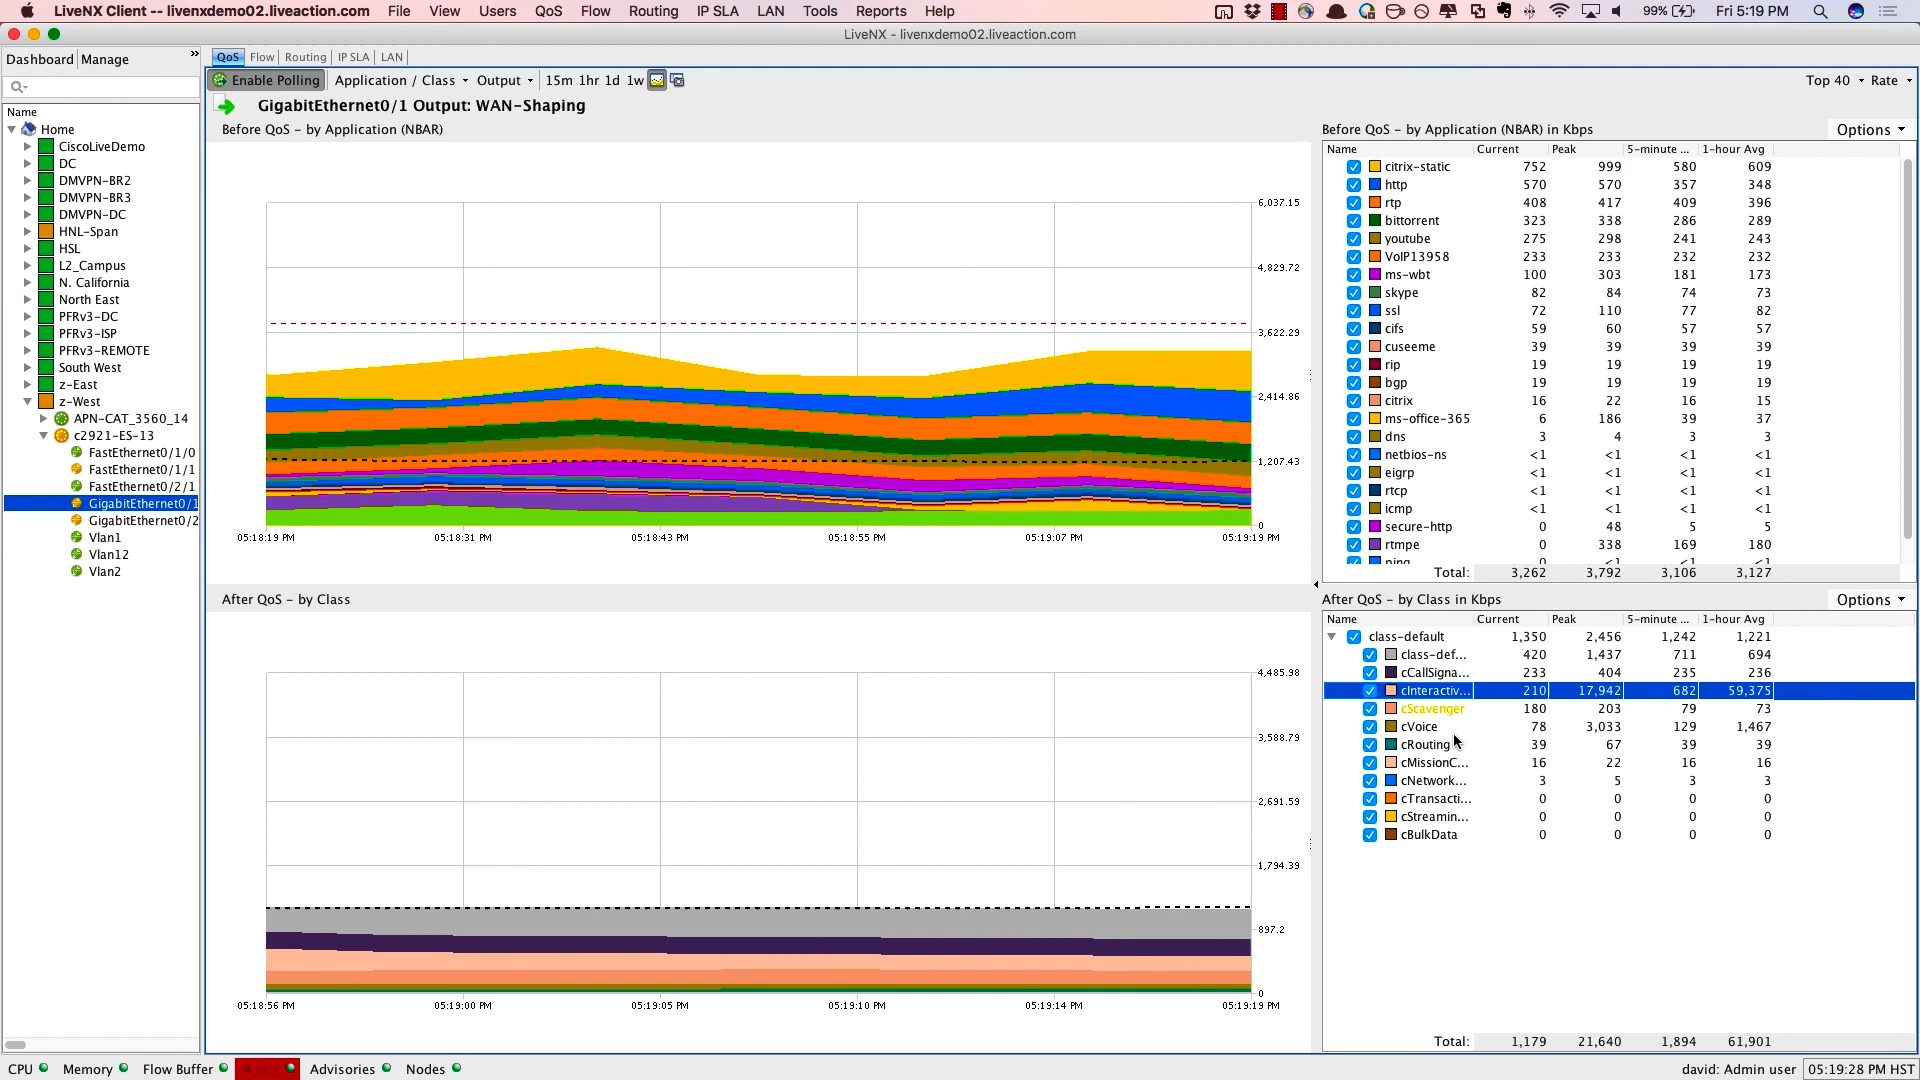 LiveNX Client -- livenxdemo02.liveaction.com File View Users QoS Flow Routing IP SLA LAN Tools Reports Help 99% Fri 5:19 PM
LiveNX - livenxdemo02.liveaction.com
Dashboard Manage »
QoS Flow Routing IP SLA LAN
Enable Polling Application / Class Output 15m 1hr 1d 1w Top 40 Rate
GigabitEthernet0/1 Output: WAN-Shaping
Name
Home
CiscoLiveDemo
DC
DMVPN-BR2
DMVPN-BR3
DMVPN-DC
HNL-Span
HSL
L2_Campus
N. California
North East
PFRv3-DC
PFRv3-ISP
PFRv3-REMOTE
South West
z-East
z-West
APN-CAT_3560_14
c2921-ES-13
FastEthernet0/1/0
FastEthernet0/1/1
FastEthernet0/2/1
GigabitEthernet0/1
GigabitEthernet0/2
Vlan1
Vlan12
Vlan2
Before QoS - by Application (NBAR)
6,037.15
4,829.72
3,622.29
2,414.86
1,207.43
0
05:18:19 PM 05:18:31 PM 05:18:43 PM 05:18:55 PM 05:19:07 PM 05:19:19 PM
Before QoS - by Application (NBAR) in Kbps Options
Name Current Peak 5-minute ... 1-hour Avg
citrix-static 752 999 580 609
http 570 570 357 348
rtp 408 417 409 396
bittorrent 323 338 286 289
youtube 275 298 241 243
VoIP13958 233 233 232 232
ms-wbt 100 303 181 173
skype 82 84 74 73
ssl 72 110 77 82
cifs 59 60 57 57
cuseeme 39 39 39 39
rip 19 19 19 19
bgp 19 19 19 19
citrix 16 22 16 15
ms-office-365 6 186 39 37
dns 3 4 3 3
netbios-ns <1 <1 <1 <1
eigrp <1 <1 <1 <1
rtcp <1 <1 <1 <1
icmp <1 <1 <1 <1
secure-http 0 48 5 5
rtmpe 0 338 169 180
ping 0 <1 <1 <1
Total: 3,262 3,792 3,106 3,127
After QoS - by Class
4,485.98
3,588.79
2,691.59
1,794.39
897.2
0
05:18:56 PM 05:19:00 PM 05:19:05 PM 05:19:10 PM 05:19:14 PM 05:19:19 PM
After QoS - by Class in Kbps Options
Name Current Peak 5-minute ... 1-hour Avg
class-default 1,350 2,456 1,242 1,221
class-def... 420 1,437 711 694
cCallSigna... 233 404 235 236
cInteractiv... 210 17,942 682 59,375
cScavenger 180 203 79 73
cVoice 78 3,033 129 1,467
cRouting 39 67 39 39
cMissionC... 16 22 16 16
cNetwork... 3 5 3 3
cTransacti... 0 0 0 0
cStreamin... 0 0 0 0
cBulkData 0 0 0 0
Total: 1,179 21,640 1,894 61,901
CPU Memory Flow Buffer Advisories Nodes david: Admin user 05:19:28 PM HST